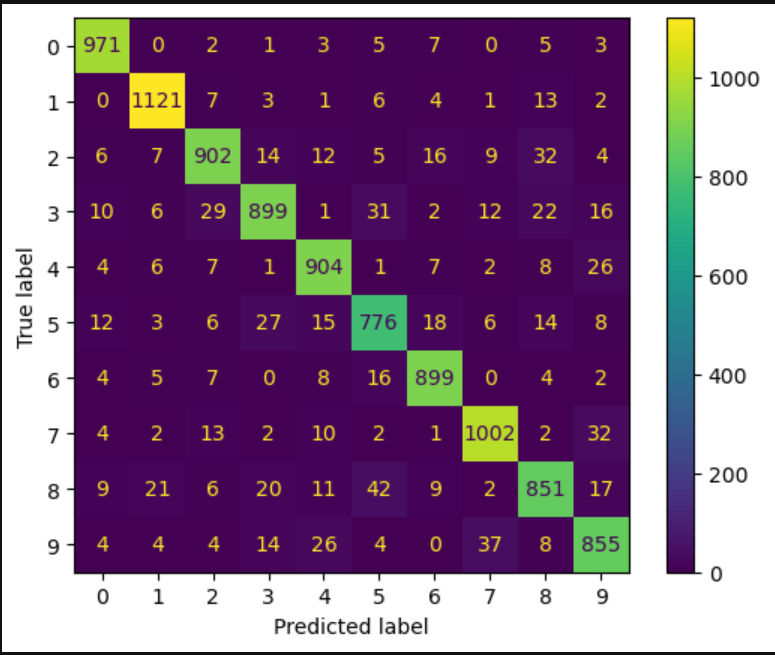 0 971 0 2 1 3 5 7 0 5 3
1 0 1121 7 3 1 6 4 1 13 2
2 6 7 902 14 12 5 16 9 32 4
3 10 6 29 899 1 31 2 12 22 16
4 4 6 7 1 904 1 7 2 8 26
5 12 3 6 27 15 776 18 6 14 8
6 4 5 7 0 8 16 899 0 4 2
7 4 2 13 2 10 2 1 1002 2 32
8 9 21 6 20 11 42 9 2 851 17
9 4 4 4 14 26 4 0 37 8 855
0 1 2 3 4 5 6 7 8 9
Predicted label
True label
1000
800
600
400
200
0